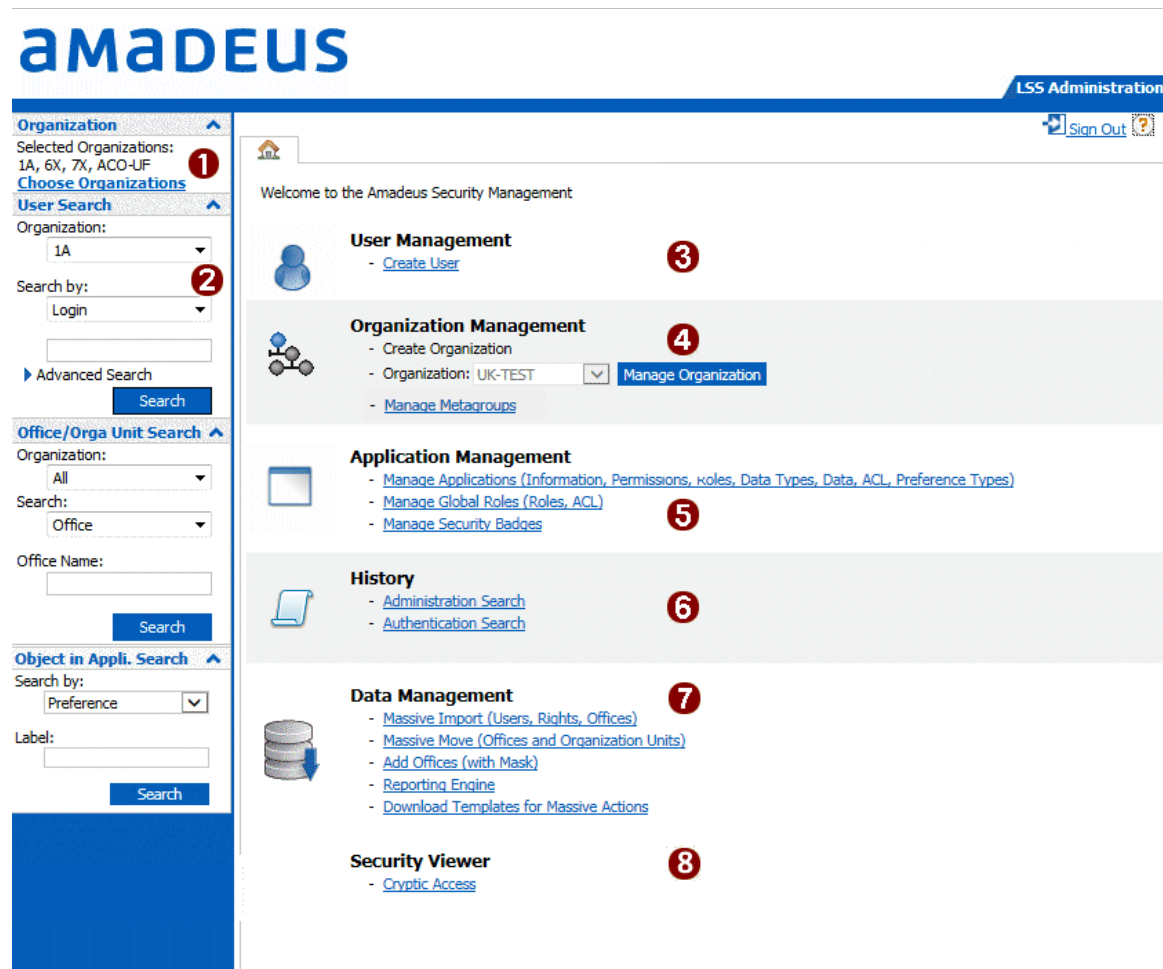 aMaDEUS
LSS Administration
Sign Out ?
Organization
Selected Organizations:
1A, 6X, 7X, ACO-UF
1
Choose Organizations
User Search
Organization:
1A
2
Search by:
Login
Advanced Search
Search
Office/Orga Unit Search
Organization:
All
Search:
Office
Office Name:
Search
Object in Appli. Search
Search by:
Preference
Label:
Search
Welcome to the Amadeus Security Management
User Management
3
- Create User
Organization Management
4
- Create Organization
- Organization: UK-TEST Manage Organization
- Manage Metagroups
Application Management
- Manage Applications (Information, Permissions, Roles, Data Types, Data, ACL, Preference Types)
- Manage Global Roles (Roles, ACL)
5
- Manage Security Badges
History
- Administration Search
6
- Authentication Search
Data Management
7
- Massive Import (Users, Rights, Offices)
- Massive Move (Offices and Organization Units)
- Add Offices (with Mask)
- Reporting Engine
- Download Templates for Massive Actions
Security Viewer
8
- Cryptic Access